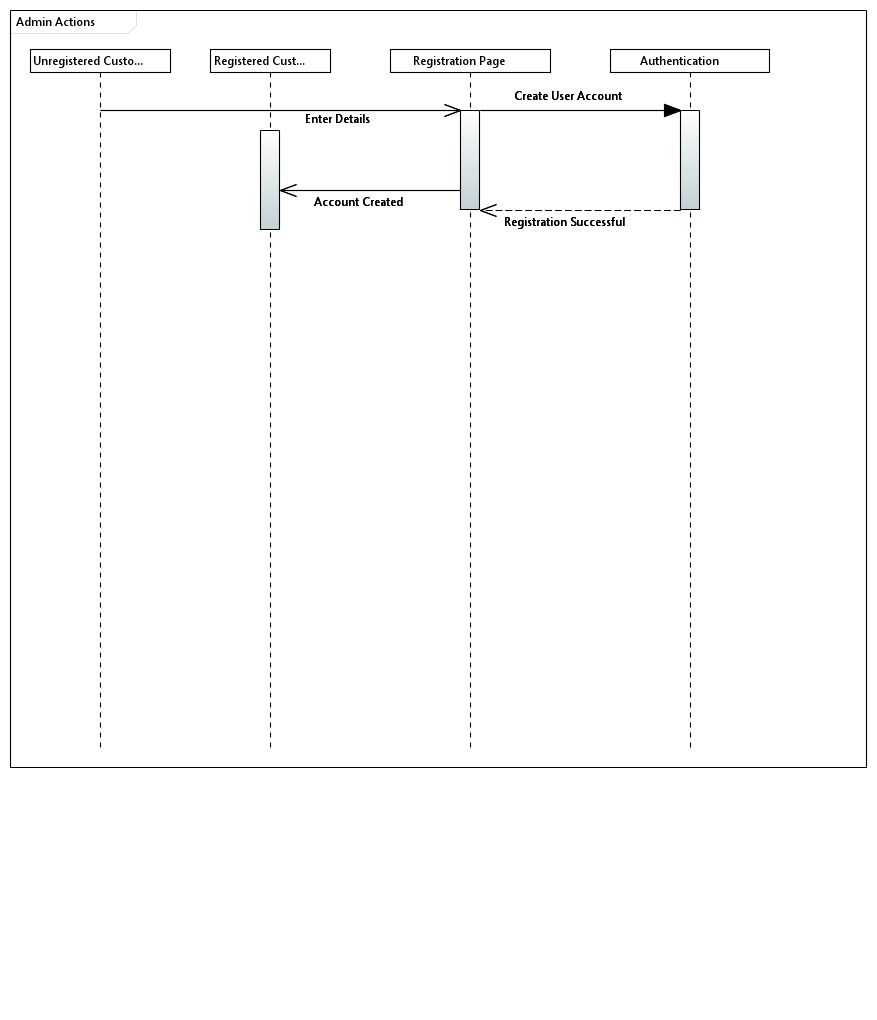 Admin Actions
Unregistered Custo...
Registered Cust...
Registration Page
Authentication
Create User Account
Enter Details
Account Created
Registration Successful